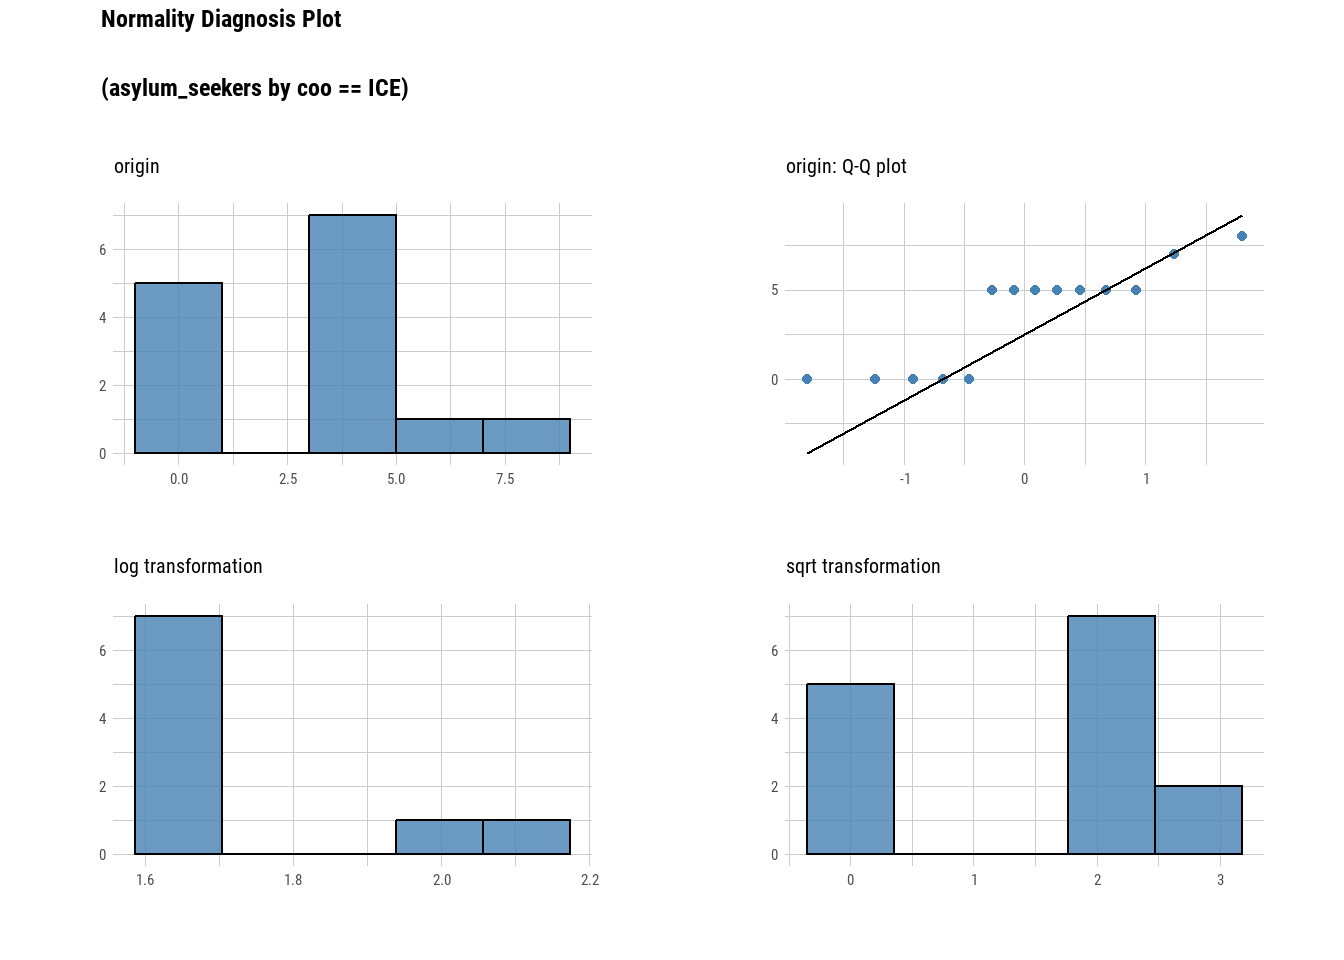 Normality Diagnosis Plot
(asylum_seekers by coo == ICE)
origin
6
4
2
0
0.0 2.5 5.0 7.5
origin: Q-Q plot
5
0
-1 0 1
log transformation
6
4
2
0
1.6 1.8 2.0 2.2
sqrt transformation
6
4
2
0
0 1 2 3